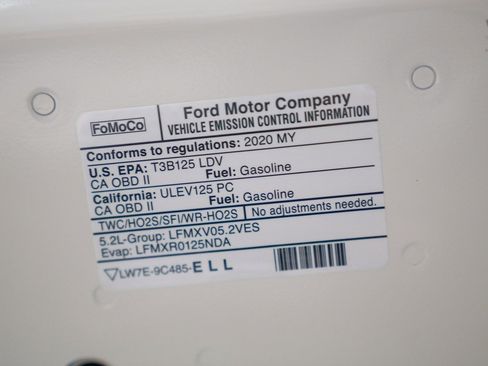 FoMoCo
Ford Motor Company
VEHICLE EMISSION CONTROL INFORMATION
Conforms to regulations: 2020 MY
U.S. EPA: T3B125 LDV
CA OBD II Fuel: Gasoline
California: ULEV125 PC
CA OBD II Fuel: Gasoline
TWC/HO2S/SFI/WR-HO2S No adjustments needed.
5.2L-Group: LFMXV05.2VES
Evap: LFMXR0125NDA
LW7E-9C485-ELL